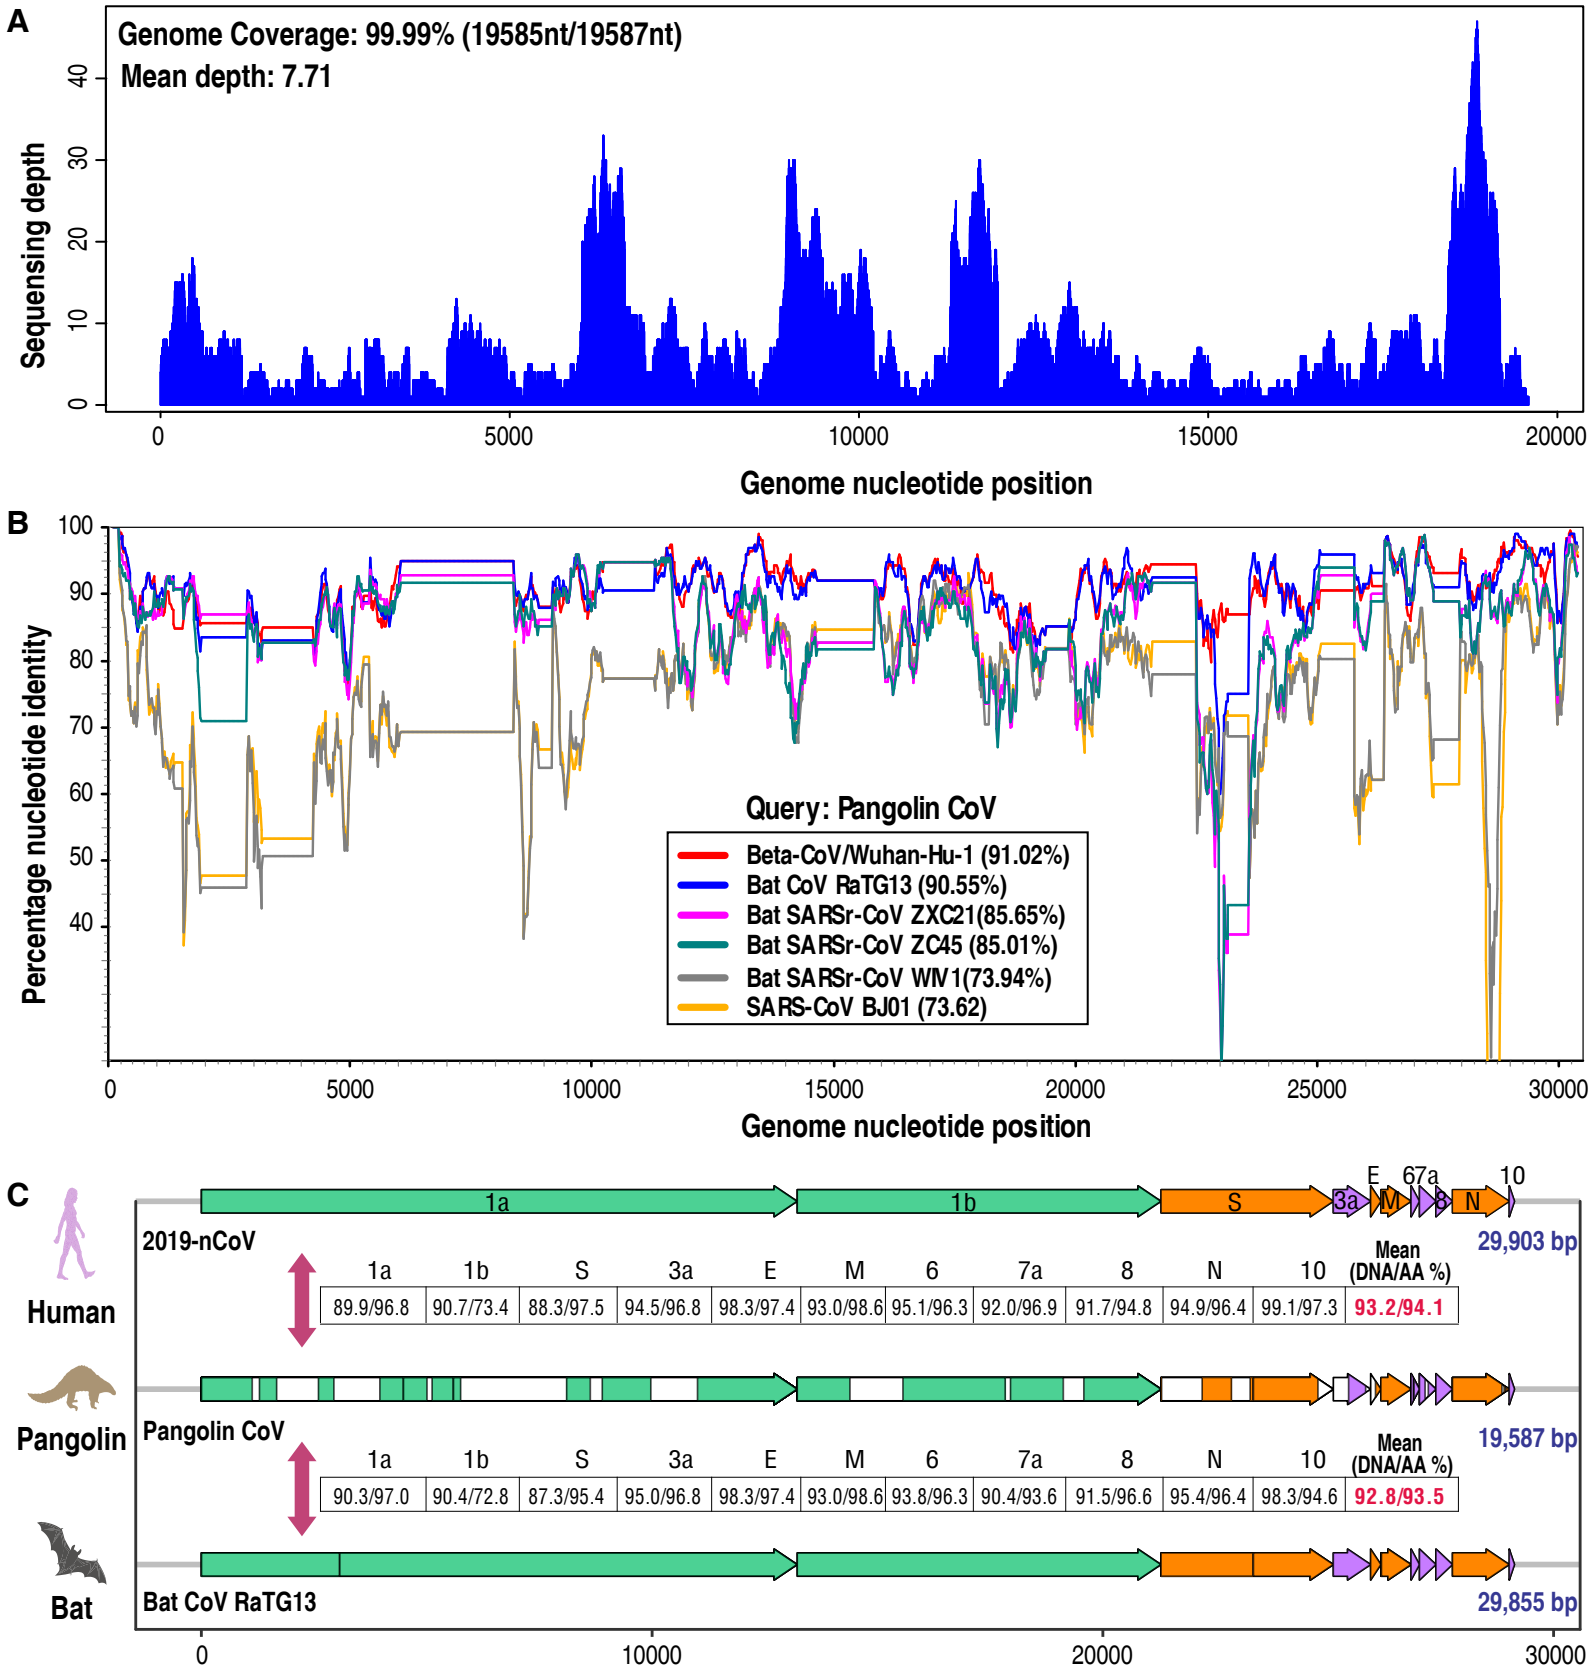 A
Genome Coverage: 99.99% (19585nt/19587nt)
Mean depth: 7.71
Sequensing depth
40
30
20
10
0
0 5000 10000 15000 20000
Genome nucleotide position
B
Percentage nucleotide identity
100
90
80
70
60
50
40
Query: Pangolin CoV
Beta-CoV/Wuhan-Hu-1 (91.02%)
Bat CoV RaTG13 (90.55%)
Bat SARSr-CoV ZXC21(85.65%)
Bat SARSr-CoV ZC45 (85.01%)
Bat SARSr-CoV WIV1(73.94%)
SARS-CoV BJ01 (73.62)
0 5000 10000 15000 20000 25000 30000
Genome nucleotide position
C
E 67a 10
1a 1b S 3a M 8 N
2019-nCoV
29,903 bp
Human
1a 1b S 3a E M 6 7a 8 N 10 Mean (DNA/AA %)
89.9/96.8 90.7/73.4 88.3/97.5 94.5/96.8 98.3/97.4 93.0/98.6 95.1/96.3 92.0/96.9 91.7/94.8 94.9/96.4 99.1/97.3 93.2/94.1
Pangolin
Pangolin CoV
19,587 bp
1a 1b S 3a E M 6 7a 8 N 10 Mean (DNA/AA %)
90.3/97.0 90.4/72.8 87.3/95.4 95.0/96.8 98.3/97.4 93.0/98.6 93.8/96.3 90.4/93.6 91.5/96.6 95.4/96.4 98.3/94.6 92.8/93.5
Bat
Bat CoV RaTG13
29,855 bp
0 10000 20000 30000